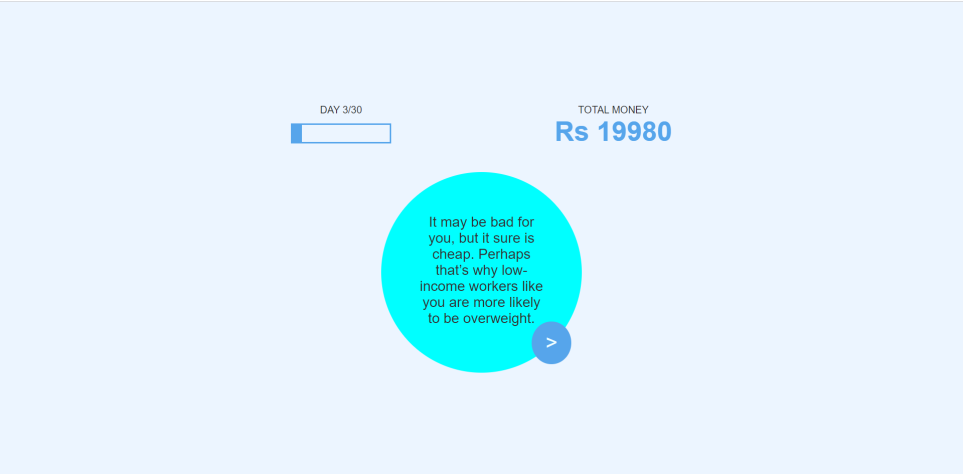 DAY 3/30
TOTAL MONEY
Rs 19980
It may be bad for
you, but it sure is
cheap. Perhaps
that's why low-
income workers like
you are more likely
to be overweight.
>